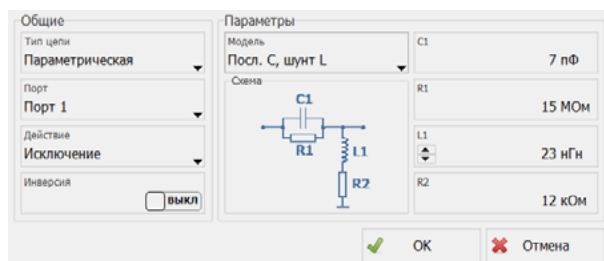 Общие
Тип цепи
Параметрическая
Порт
Порт 1
Действие
Исключение
Инверсия
ВЫКЛ
Параметры
Модель
Посл. C, шунт L
Схема
C1
R1
L1
R2
C1
7 пФ
R1
15 МОм
L1
23 нГн
R2
12 кОм
ОК
Отмена